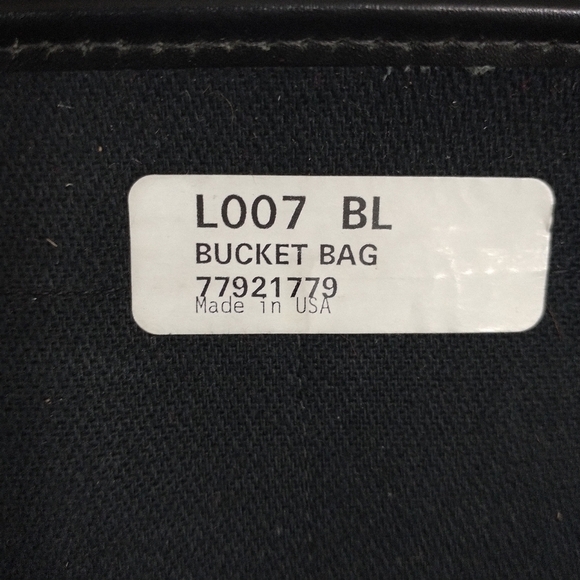 L007 BL
BUCKET BAG
77921779
Made in USA